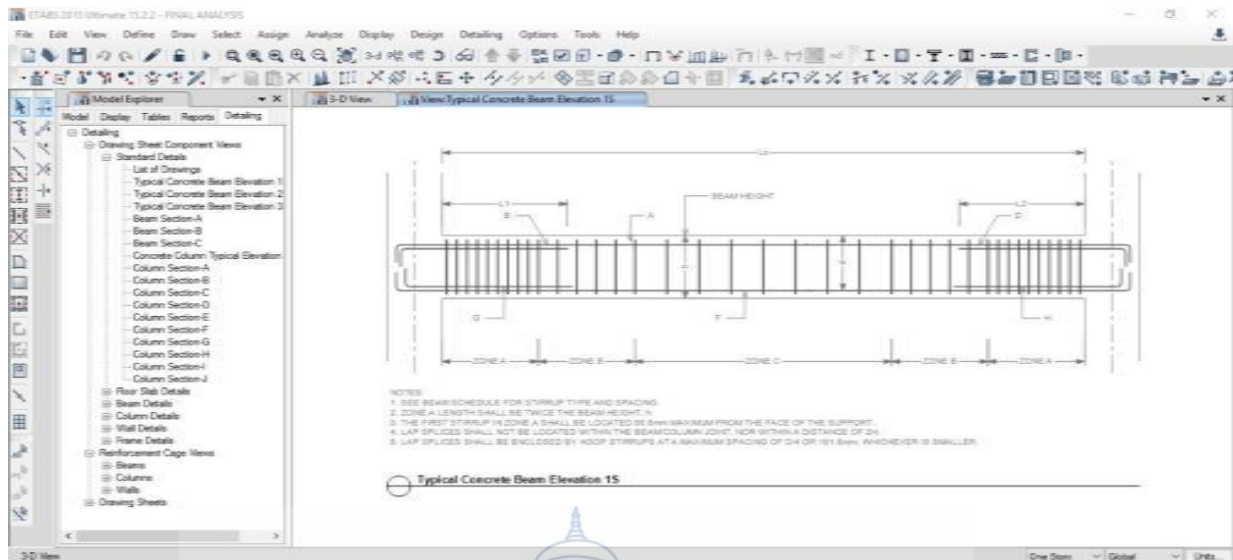 ETABS 2015 Ultimate 15.2.2 - FINAL ANALYSIS
File Edit View Define Draw Select Assign Analyze Display Design Detailing Options Tools Help
Model Explorer
3-D View
View: Typical Concrete Beam Elevation 1S
Model Display Tables Reports Detailing
Detailing
Drawing Sheet Component Views
Standard Details
List of Drawings
Typical Concrete Beam Elevation 1
Typical Concrete Beam Elevation 2
Typical Concrete Beam Elevation 3
Beam Section-A
Beam Section-B
Beam Section-C
Concrete Column Typical Elevation
Column Section-A
Column Section-B
Column Section-C
Column Section-D
Column Section-E
Column Section-F
Column Section-G
Column Section-H
Column Section-I
Column Section-J
Floor Slab Details
Beam Details
Column Details
Wall Details
Frame Details
Reinforcement Cage Views
Beams
Columns
Walls
Drawing Sheets
BEAM HEIGHT
L1
L2
B
A
D
G
F
H
ZONE A
ZONE B
ZONE C
ZONE B
ZONE A
NOTES:
1. SEE BEAM SCHEDULE FOR STIRRUP TYPE AND SPACING.
2. ZONE A LENGTH SHALL BE TWICE THE BEAM HEIGHT, h.
3. THE FIRST STIRRUP IN ZONE A SHALL BE LOCATED 50.8mm MAXIMUM FROM THE FACE OF THE SUPPORT.
4. LAP SPLICES SHALL NOT BE LOCATED WITHIN THE BEAM/COLUMN JOINT, NOR WITHIN A DISTANCE OF 2H.
5. LAP SPLICES SHALL BE ENCLOSED BY HOOP STIRRUPS AT A MAXIMUM SPACING OF D/4 OR 101.6mm, WHICHEVER IS SMALLER.
Typical Concrete Beam Elevation 1S
3-D View
One Story
Global
Units...